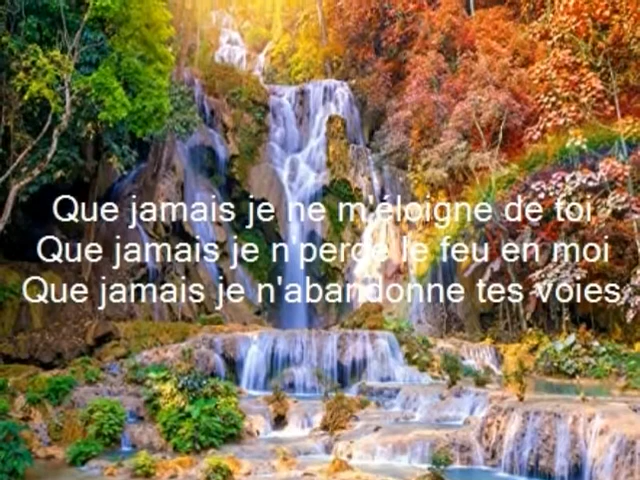 Que jamais je ne m'éloigne de toi
Que jamais je n'perde le feu en moi
Que jamais je n'abandonne tes voies